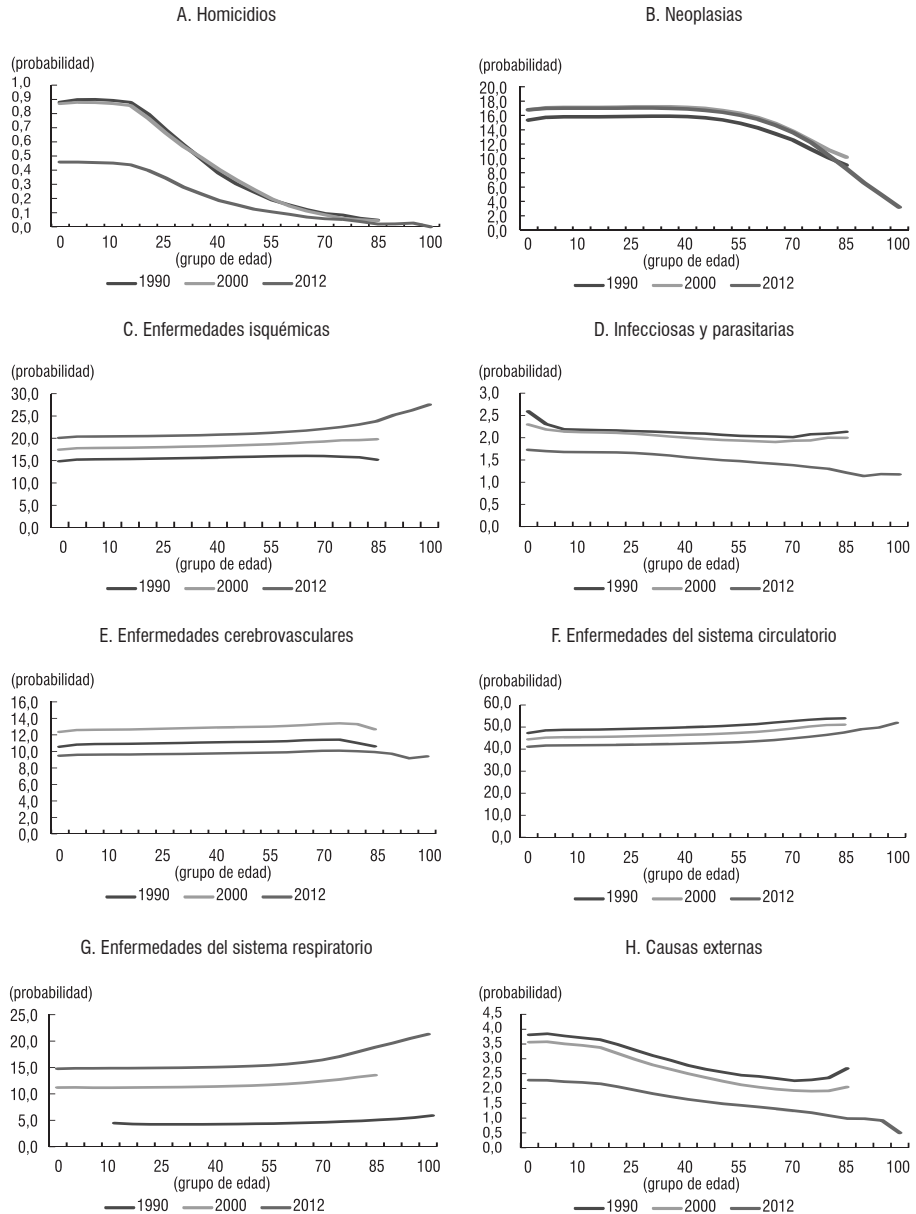 A. Homicidios
(probabilidad)
1,0
0,9
0,8
0,7
0,6
0,5
0,4
0,3
0,2
0,1
0,0
0 10 25 40 55 70 85 100
(grupo de edad)
1990 2000 2012
B. Neoplasias
(probabilidad)
20,0
18,0
16,0
14,0
12,0
10,0
8,0
6,0
4,0
2,0
0,0
0 10 25 40 55 70 85 100
(grupo de edad)
1990 2000 2012
C. Enfermedades isquémicas
(probabilidad)
30,0
25,0
20,0
15,0
10,0
5,0
0,0
0 10 25 40 55 70 85 100
(grupo de edad)
1990 2000 2012
D. Infecciosas y parasitarias
(probabilidad)
3,0
2,5
2,0
1,5
1,0
0,5
0,0
0 10 25 40 55 70 85 100
(grupo de edad)
1990 2000 2012
E. Enfermedades cerebrovasculares
(probabilidad)
16,0
14,0
12,0
10,0
8,0
6,0
4,0
2,0
0,0
0 10 25 40 55 70 85 100
(grupo de edad)
1990 2000 2012
F. Enfermedades del sistema circulatorio
(probabilidad)
60,0
50,0
40,0
30,0
20,0
10,0
0,0
0 10 25 40 55 70 85 100
(grupo de edad)
1990 2000 2012
G. Enfermedades del sistema respiratorio
(probabilidad)
25,0
20,0
15,0
10,0
5,0
0,0
0 10 25 40 55 70 85 100
(grupo de edad)
1990 2000 2012
H. Causas externas
(probabilidad)
4,5
4,0
3,5
3,0
2,5
2,0
1,5
1,0
0,5
0,0
0 10 25 40 55 70 85 100
(grupo de edad)
1990 2000 2012